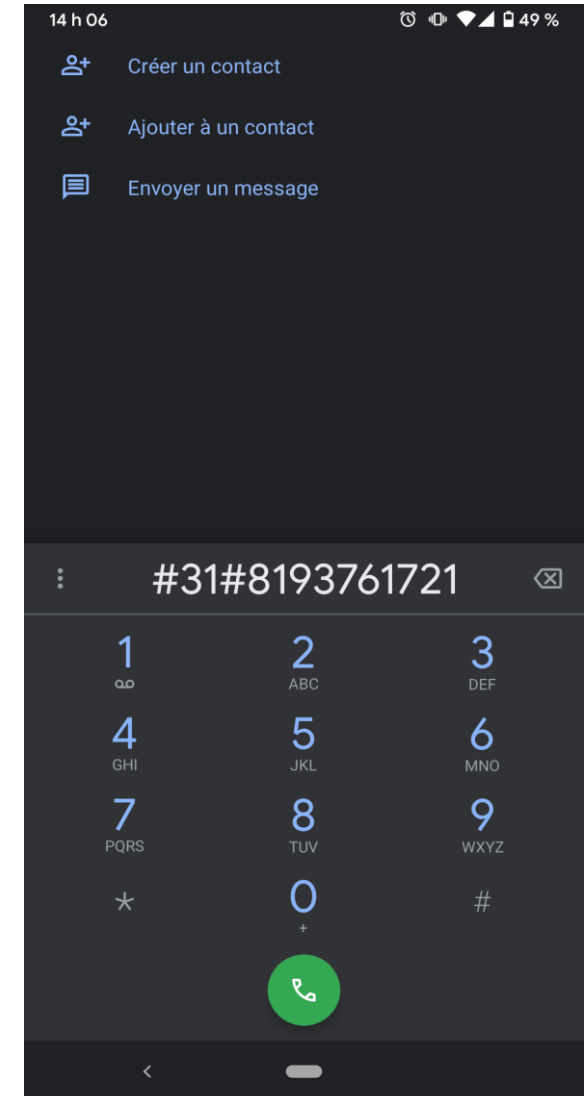 14 h 06 49 %
Créer un contact
Ajouter à un contact
Envoyer un message
#31#8193761721
1 2 3
ABC DEF
4 5 6
GHI JKL MNO
7 8 9
PQRS TUV WXYZ
* 0 #
+